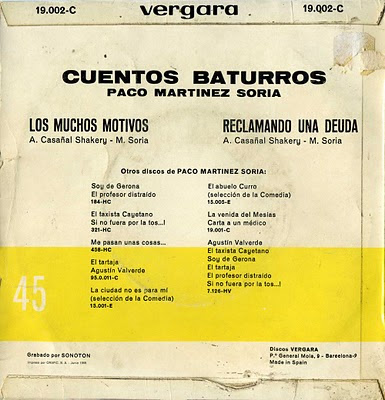 19.002-C
vergara
19.002-C
CUENTOS BATURROS
PACO MARTINEZ SORIA
LOS MUCHOS MOTIVOS
A. Casañal Shakery - M. Soria
RECLAMANDO UNA DEUDA
A. Casañal Shakery - M. Soria
Otros discos de PACO MARTINEZ SORIA:
Soy de Gerona
El profesor distraído
184-HC
El taxista Cayetano
Si no fuera por la tos...!
321-HC
Me pasan unas cosas...
458-HC
El tartaja
Agustín Valverde
95.0.011-C
La ciudad no es para mí
(selección de la Comedia)
15.001-E
El abuelo Curro
(selección de la Comedia)
15.005-E
La venida del Mesías
Carta a un médico
19.001-C
Agustín Valverde
El taxista Cayetano
Soy de Gerona
El tartaja
El profesor distraído
Si no fuera por la tos...!
7.126-HV
45
Grabado por SONOTON
Discos VERGARA
P.º General Mola, 9 - Barcelona-9
Made in Spain